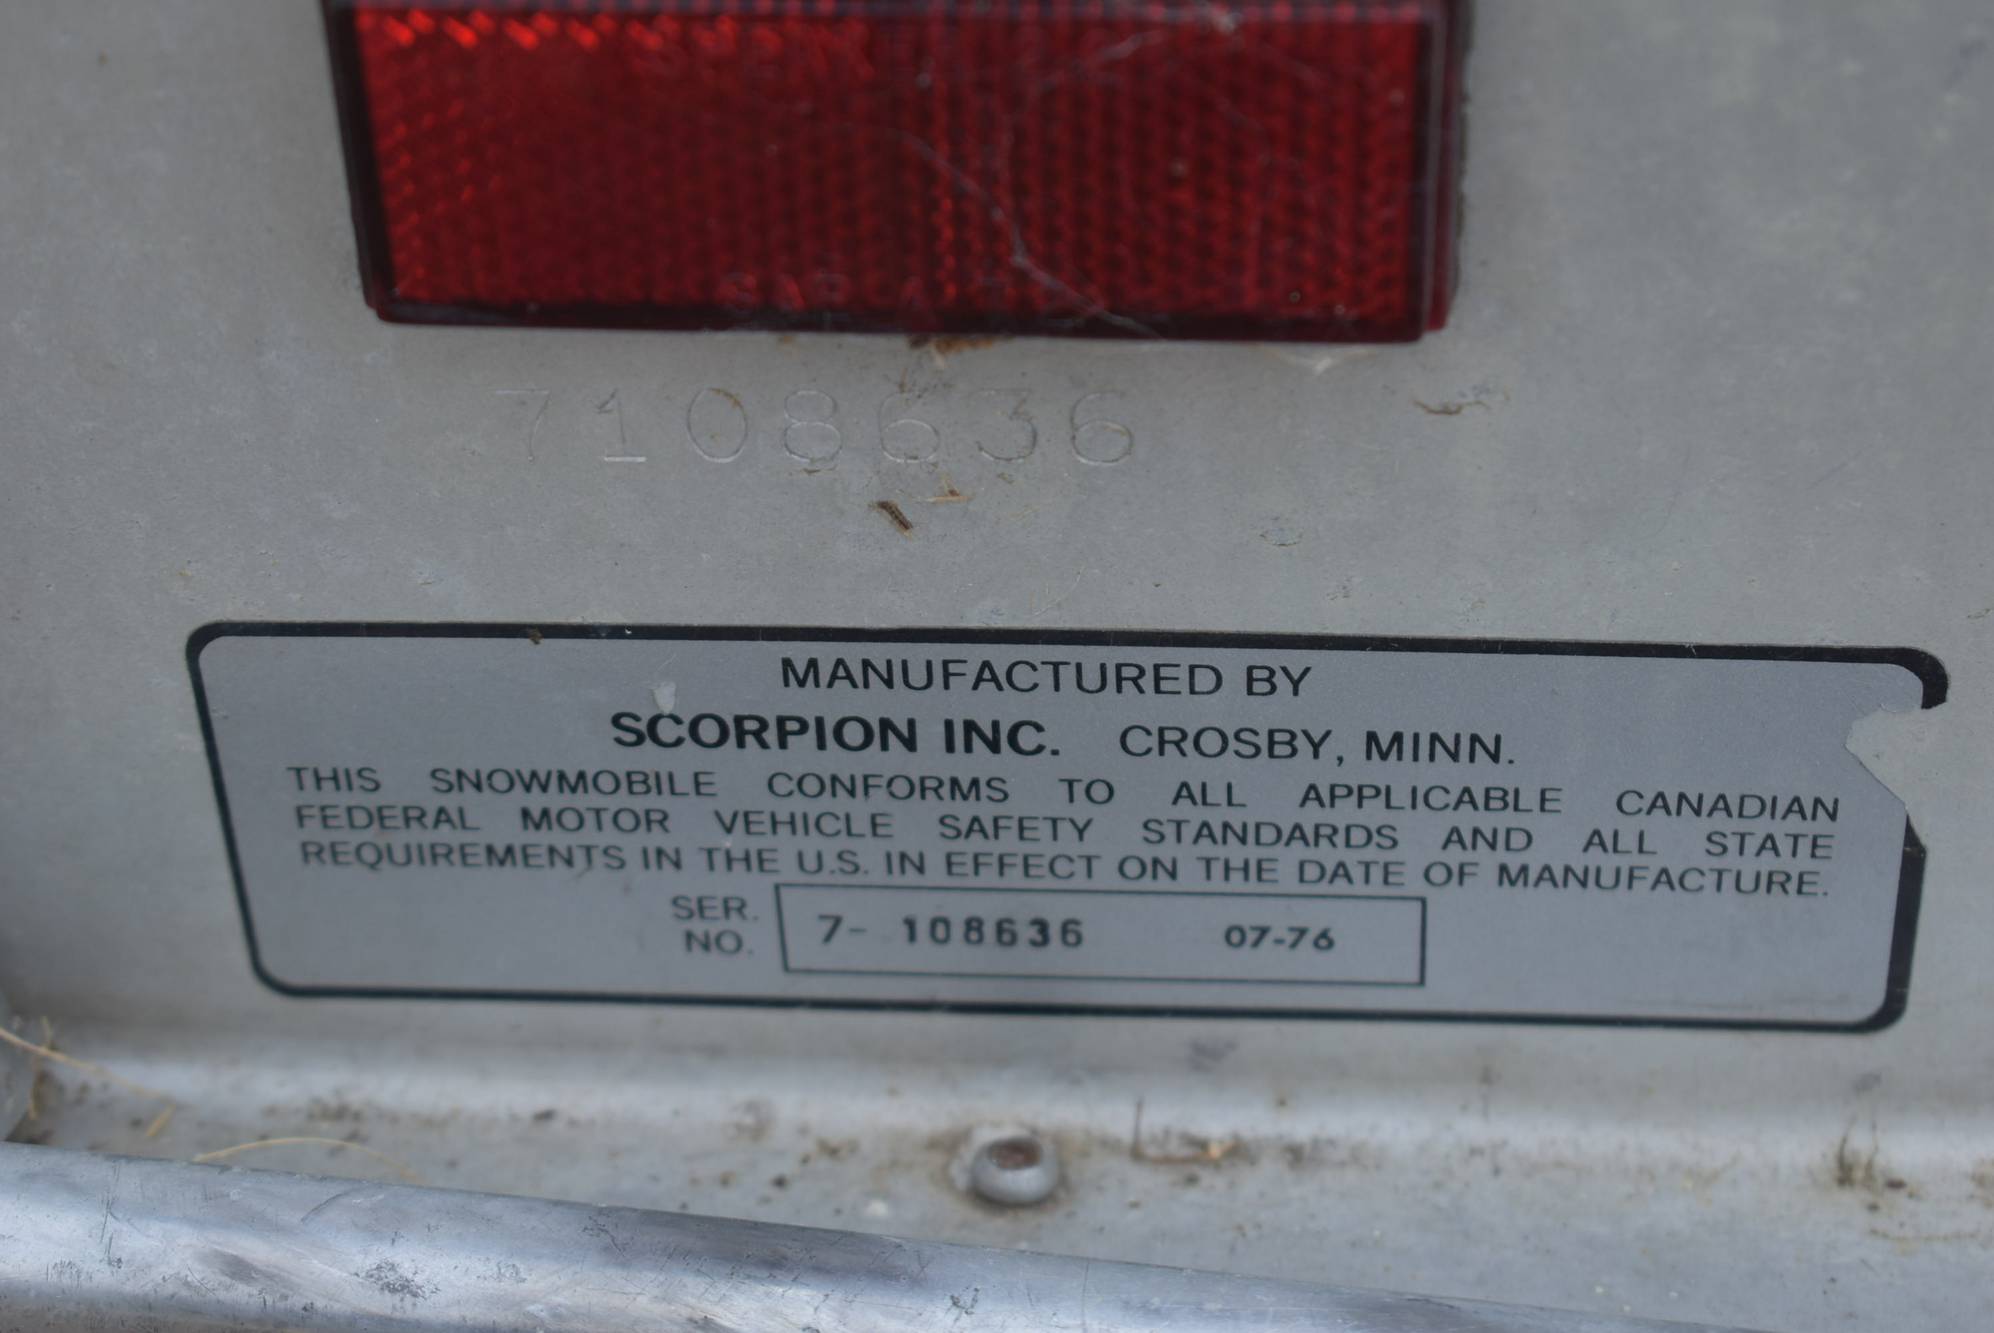 7108636
MANUFACTURED BY
SCORPION INC. CROSBY, MINN.
THIS SNOWMOBILE CONFORMS TO ALL APPLICABLE CANADIAN
FEDERAL MOTOR VEHICLE SAFETY STANDARDS AND ALL STATE
REQUIREMENTS IN THE U.S. IN EFFECT ON THE DATE OF MANUFACTURE.
SER. NO. 7- 108636 07-76